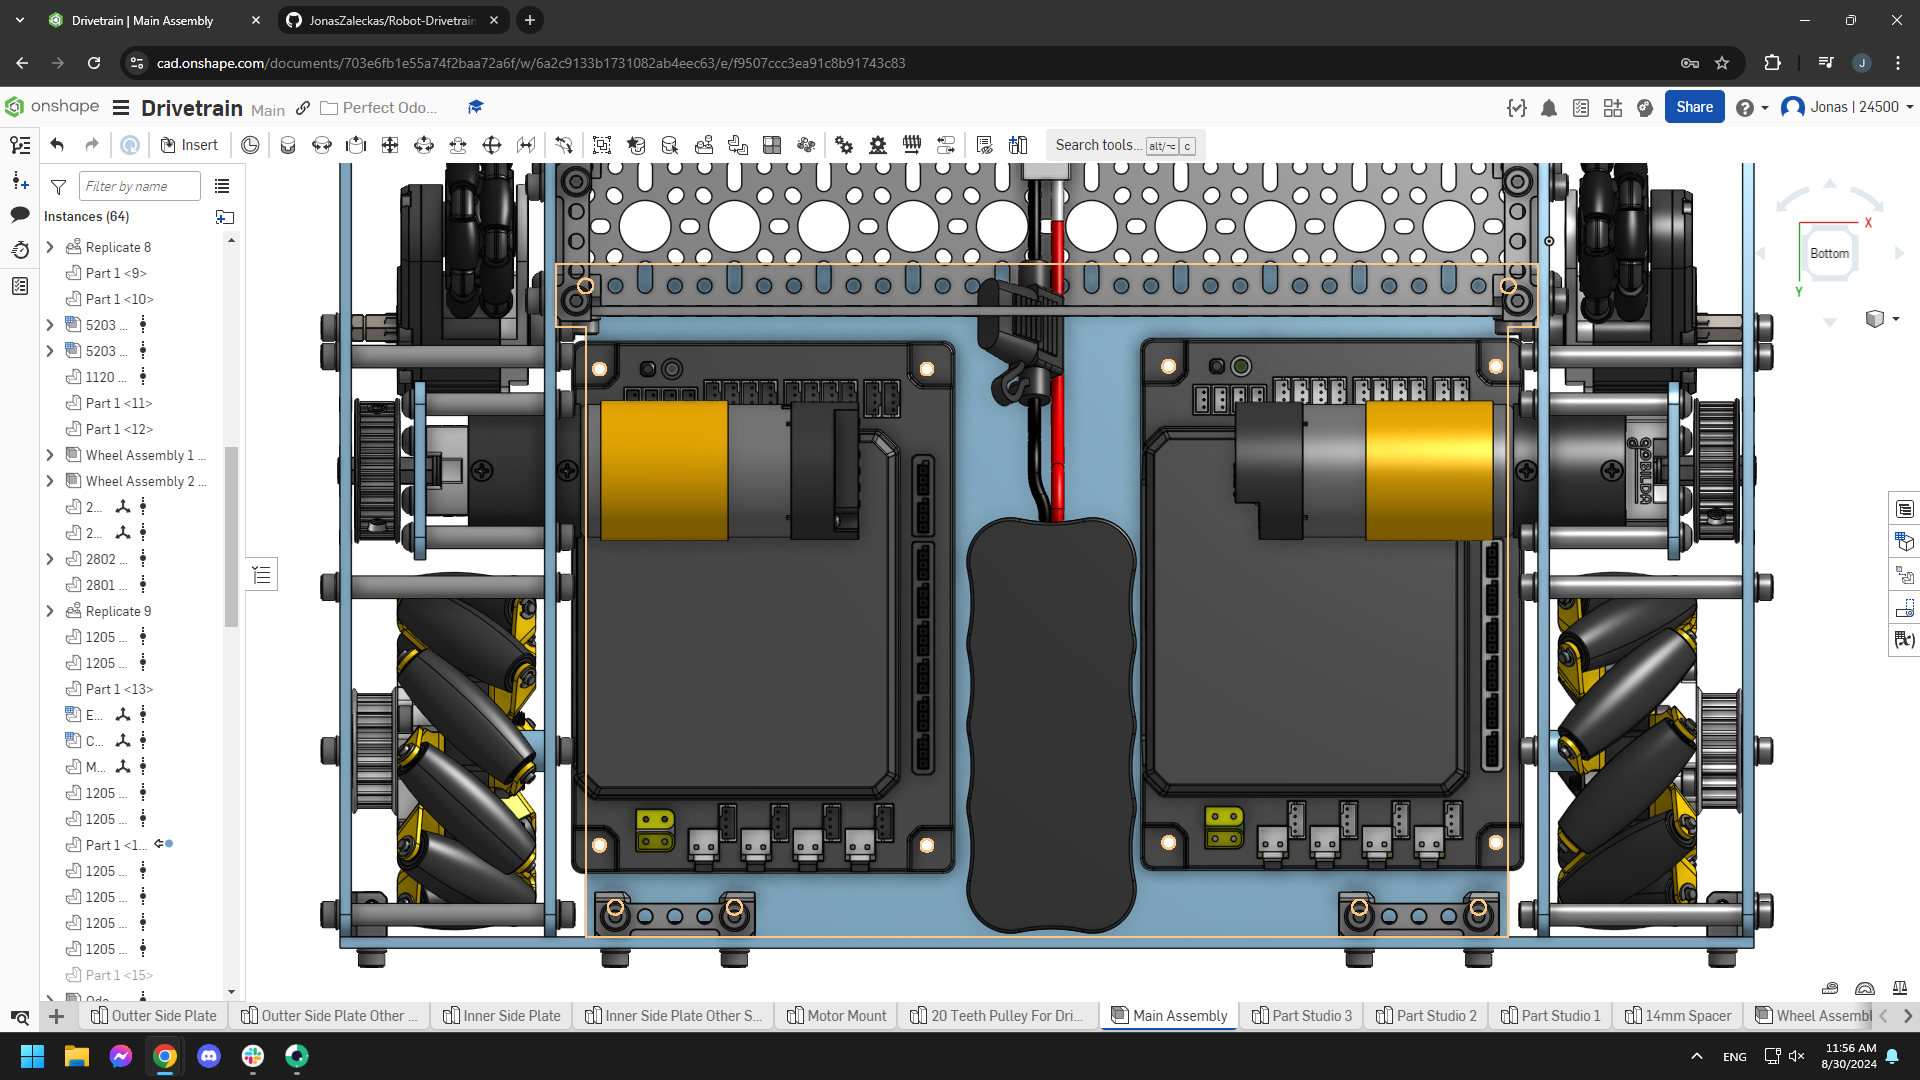 Drivetrain | Main Assembly
JonasZaleckas/Robot-Drivetrain
cad.onshape.com/documents/703e6fb1e55a74f2baa72a6f/w/6a2c9133b1731082ab4eec63/e/f9507ccc3ea91c8b91743c83
J
onshape
Drivetrain Main
Perfect Odo...
Share
Jonas | 24500
Insert
Search tools... alt/⌥ c
Filter by name
Instances (64)
Replicate 8
Part 1 <9>
Part 1 <10>
5203 ...
5203 ...
1120 ...
Part 1 <11>
Part 1 <12>
Wheel Assembly 1 ...
Wheel Assembly 2 ...
2...
2...
2802 ...
2801 ...
Replicate 9
1205 ...
1205 ...
Part 1 <13>
E...
C...
M...
1205 ...
1205 ...
Part 1 <1...
1205 ...
1205 ...
1205 ...
1205 ...
Part 1 <15>
Odo
X
Bottom
Y
goBILDA
Outter Side Plate
Outter Side Plate Other ...
Inner Side Plate
Inner Side Plate Other S...
Motor Mount
20 Teeth Pulley For Dri...
Main Assembly
Part Studio 3
Part Studio 2
Part Studio 1
14mm Spacer
Wheel Assembl
ENG
11:56 AM
8/30/2024